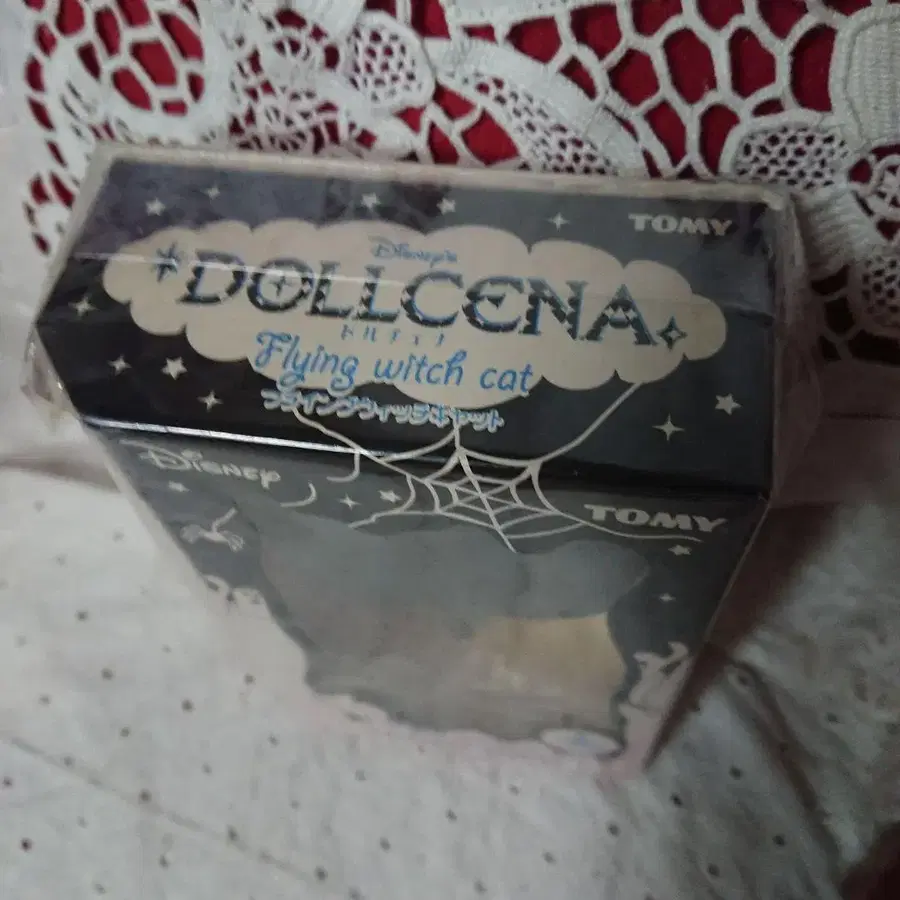 TOMY
Disney's
DOLLCENA
ドルチェナ
Flying witch cat
フライングウィッチキャット
Disney
TOMY